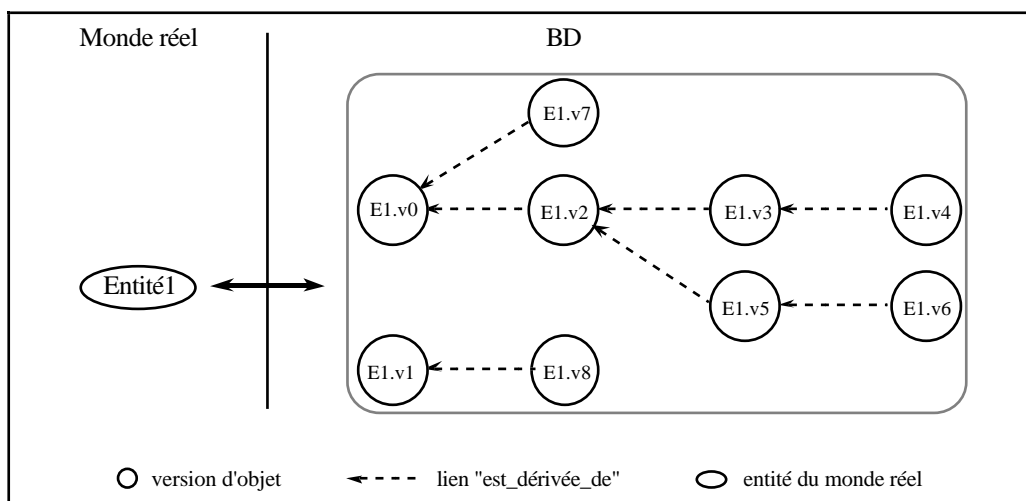 Monde réel
BD
E1.v7
E1.v0
E1.v2
E1.v3
E1.v4
Entité1
E1.v5
E1.v6
E1.v1
E1.v8
version d'objet
lien "est_dérivée_de"
entité du monde réel